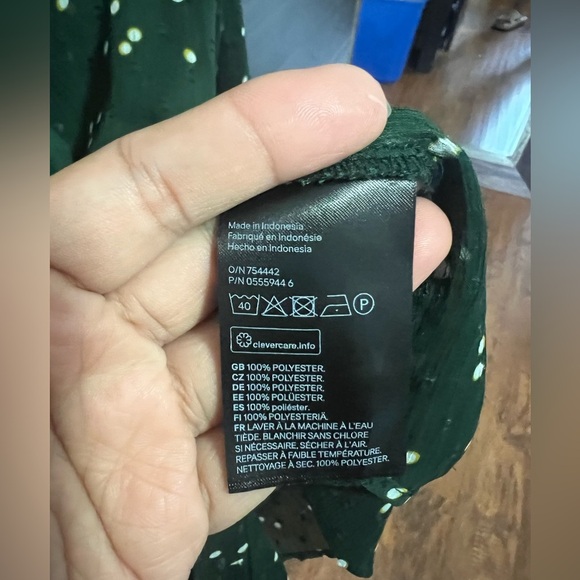 Made in Indonesia
Fabriqué en Indonésie
Hecho en Indonesia
O/N 754442
P/N 0555944 6
40 P
clevercare.info
GB 100% POLYESTER.
CZ 100% POLYESTER.
DE 100% POLYESTER.
EE 100% POLÜESTER.
ES 100% poliéster.
FI 100% POLYESTERIÄ.
FR LAVER À LA MACHINE À L'EAU
TIÈDE. BLANCHIR SANS CHLORE
SI NÉCESSAIRE, SÉCHER À L'AIR.
REPASSER À FAIBLE TEMPÉRATURE.
NETTOYAGE À SEC. 100% POLYESTER.